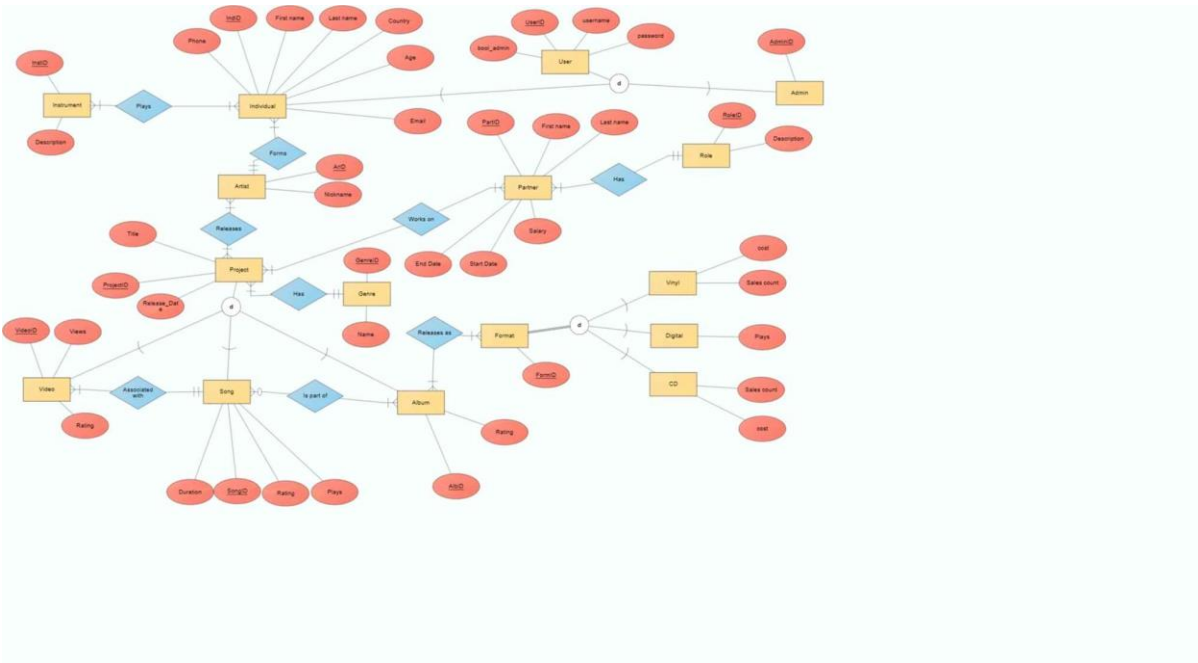 IndID
First name
Last name
Country
UserID
username
Phone
bool_admin
password
AdminID
InstID
Age
User
Instrument
Plays
Individual
d
Admin
Description
Email
PartID
First name
Last name
RoleID
Description
Forms
Role
Artist
ArtID
Nickname
Partner
Has
Releases
Works on
Salary
Title
End Date
Start Date
Project
GenreID
cost
ProjectID
Release_Dat
e
Has
Genre
Vinyl
Sales count
d
Name
VideoID
Views
Releases as
Format
d
Digital
Plays
FormID
Video
Associated
with
Song
Is part of
Album
CD
Sales count
Rating
Rating
cost
Duration
SongID
Rating
Plays
AlbID